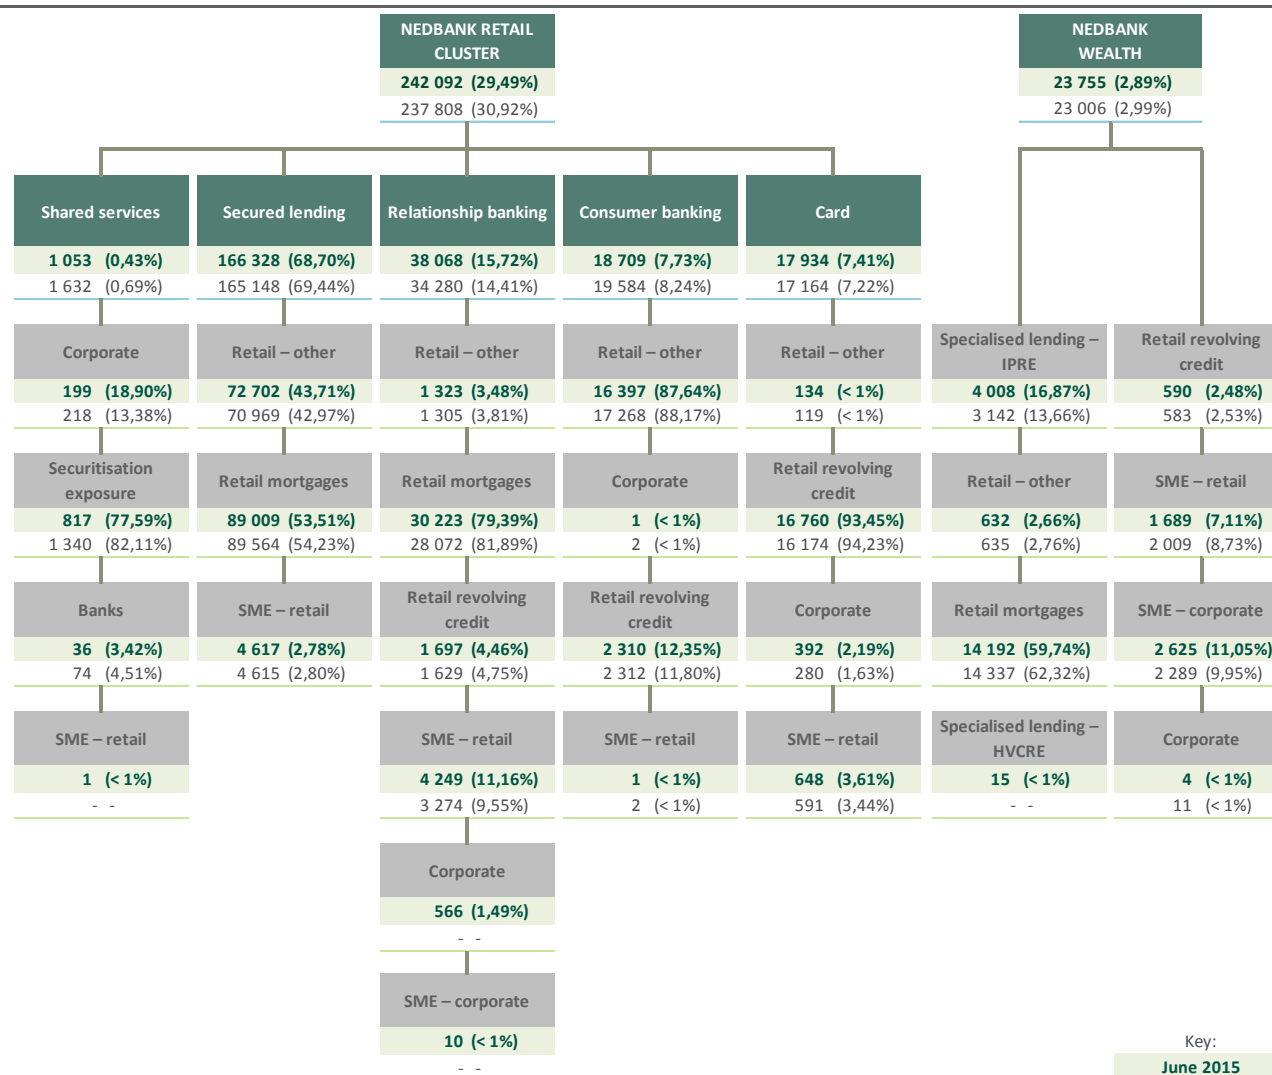 NEDBANK RETAIL
CLUSTER
242 092 (29,49%)
237 808 (30,92%)
NEDBANK
WEALTH
23 755 (2,89%)
23 006 (2,99%)
Shared services
1 053 (0,43%)
1 632 (0,69%)
Secured lending
166 328 (68,70%)
165 148 (69,44%)
Relationship banking
38 068 (15,72%)
34 280 (14,41%)
Consumer banking
18 709 (7,73%)
19 584 (8,24%)
Card
17 934 (7,41%)
17 164 (7,22%)
Corporate
199 (18,90%)
218 (13,38%)
Securitisation
exposure
817 (77,59%)
1 340 (82,11%)
Banks
36 (3,42%)
74 (4,51%)
SME – retail
1 (< 1%)
- -
Retail – other
72 702 (43,71%)
70 969 (42,97%)
Retail mortgages
89 009 (53,51%)
89 564 (54,23%)
SME – retail
4 617 (2,78%)
4 615 (2,80%)
Retail – other
1 323 (3,48%)
1 305 (3,81%)
Retail mortgages
30 223 (79,39%)
28 072 (81,89%)
Retail revolving
credit
1 697 (4,46%)
1 629 (4,75%)
SME – retail
4 249 (11,16%)
3 274 (9,55%)
Corporate
566 (1,49%)
- -
SME – corporate
10 (< 1%)
- -
Retail – other
16 397 (87,64%)
17 268 (88,17%)
Corporate
1 (< 1%)
2 (< 1%)
Retail revolving
credit
2 310 (12,35%)
2 312 (11,80%)
SME – retail
1 (< 1%)
2 (< 1%)
Retail – other
134 (< 1%)
119 (< 1%)
Retail revolving
credit
16 760 (93,45%)
16 174 (94,23%)
Corporate
392 (2,19%)
280 (1,63%)
SME – retail
648 (3,61%)
591 (3,44%)
Specialised lending –
IPRE
4 008 (16,87%)
3 142 (13,66%)
Retail – other
632 (2,66%)
635 (2,76%)
Retail mortgages
14 192 (59,74%)
14 337 (62,32%)
Specialised lending –
HVCRE
15 (< 1%)
- -
Retail revolving
credit
590 (2,48%)
583 (2,53%)
SME – retail
1 689 (7,11%)
2 009 (8,73%)
SME – corporate
2 625 (11,05%)
2 289 (9,95%)
Corporate
4 (< 1%)
11 (< 1%)
Key:
June 2015